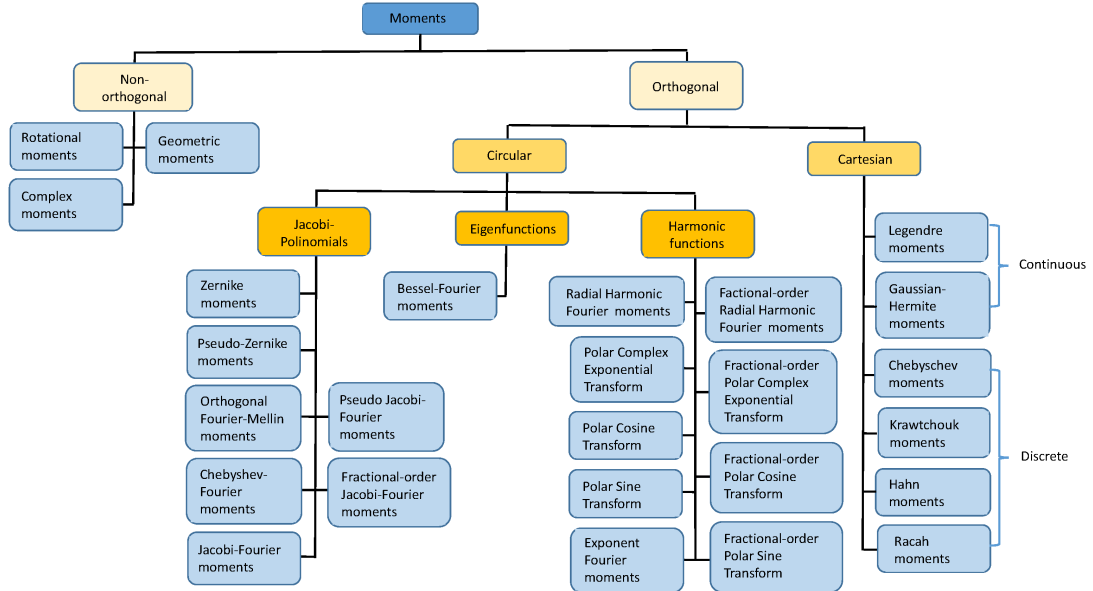 Moments
Non-
orthogonal
Orthogonal
Rotational
moments
Geometric
moments
Complex
moments
Circular
Cartesian
Jacobi-
Polinomials
Eigenfunctions
Harmonic
functions
Zernike
moments
Pseudo-Zernike
moments
Orthogonal
Fourier-Mellin
moments
Pseudo Jacobi-
Fourier
moments
Chebyshev-
Fourier
moments
Fractional-order
Jacobi-Fourier
moments
Jacobi-Fourier
moments
Bessel-Fourier
moments
Radial Harmonic
Fourier moments
Factional-order
Radial Harmonic
Fourier moments
Polar Complex
Exponential
Transform
Fractional-order
Polar Complex
Exponential
Transform
Polar Cosine
Transform
Fractional-order
Polar Cosine
Transform
Polar Sine
Transform
Exponent
Fourier
moments
Fractional-order
Polar Sine
Transform
Legendre
moments
Gaussian-
Hermite
moments
Continuous
Chebyschev
moments
Krawtchouk
moments
Hahn
moments
Racah
moments
Discrete